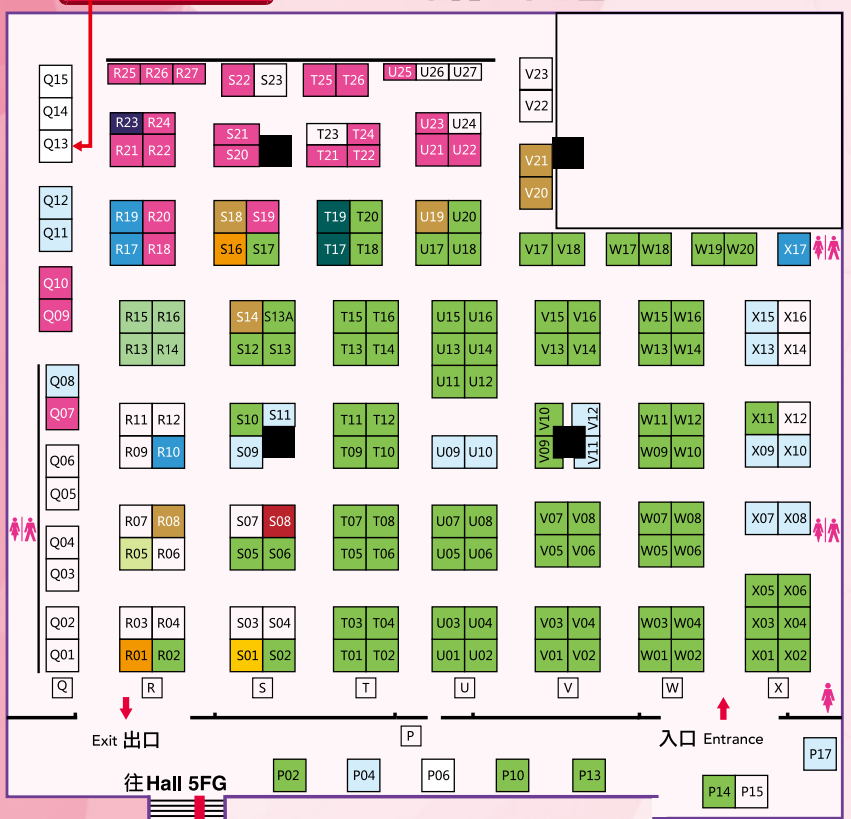 Q15
Q14
Q13
R25 R26 R27
S22 S23
T25 T26
U25 U26 U27
V23
V22
R23 R24
R21 R22
S21
S20
T23 T24
T21 T22
U23 U24
U21 U22
V21
V20
Q12
Q11
R19 R20
R17 R18
S18 S19
S16 S17
T19 T20
T17 T18
U19 U20
U17 U18
V17 V18
W17 W18
W19 W20
X17
Q10
Q09
R15 R16
R13 R14
S14 S13A
S12 S13
T15 T16
T13 T14
U15 U16
U13 U14
U11 U12
V15 V16
V13 V14
W15 W16
W13 W14
X15 X16
X13 X14
Q08
Q07
R11 R12
R09 R10
S10 S11
S09
T11 T12
T09 T10
U09 U10
V10 V12
V09 V11
W11 W12
W09 W10
X11 X12
X09 X10
Q06
Q05
R07 R08
R05 R06
S07 S08
S05 S06
T07 T08
T05 T06
U07 U08
U05 U06
V07 V08
V05 V06
W07 W08
W05 W06
X07 X08
Q04
Q03
Q02
Q01
R03 R04
R01 R02
S03 S04
S01 S02
T03 T04
T01 T02
U03 U04
U01 U02
V03 V04
V01 V02
W03 W04
W01 W02
X05 X06
X03 X04
X01 X02
Q R S T U V W X
P
Exit 出口
入口 Entrance
往Hall 5FG
P02 P04 P06 P10 P13
P14 P15
P17